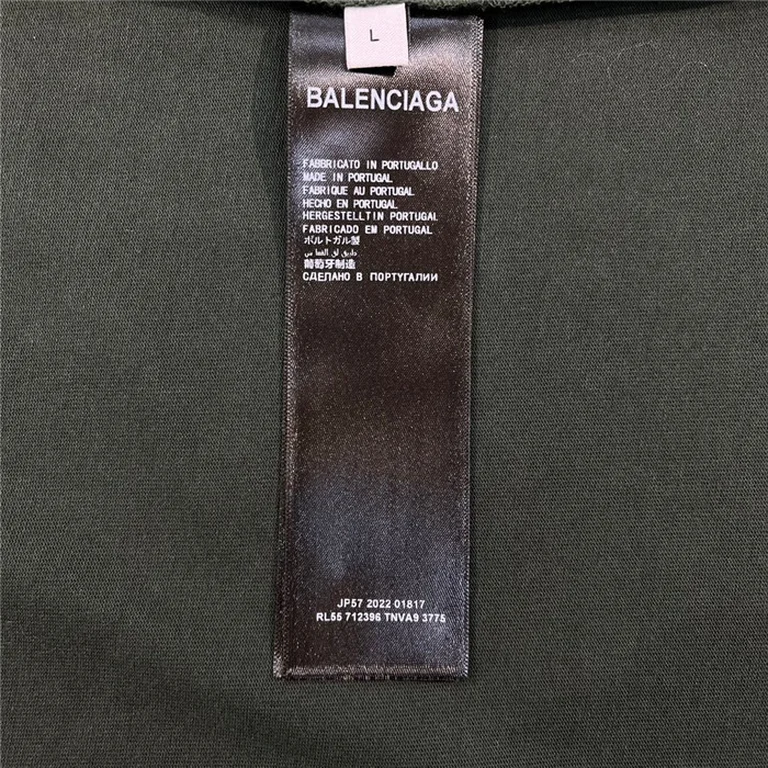 L
BALENCIAGA
FABBRICATO IN PORTUGALLO
MADE IN PORTUGAL
FABRIQUE AU PORTUGAL
HECHO EN PORTUGAL
HERGESTELLTIN PORTUGAL
FABRICADO EM PORTUGAL
ポルトガル製
葡萄牙制造
СДЕЛАНО В ПОРТУГАЛИИ
JP57 2022 01817
RL55 712396 TNVA9 3775